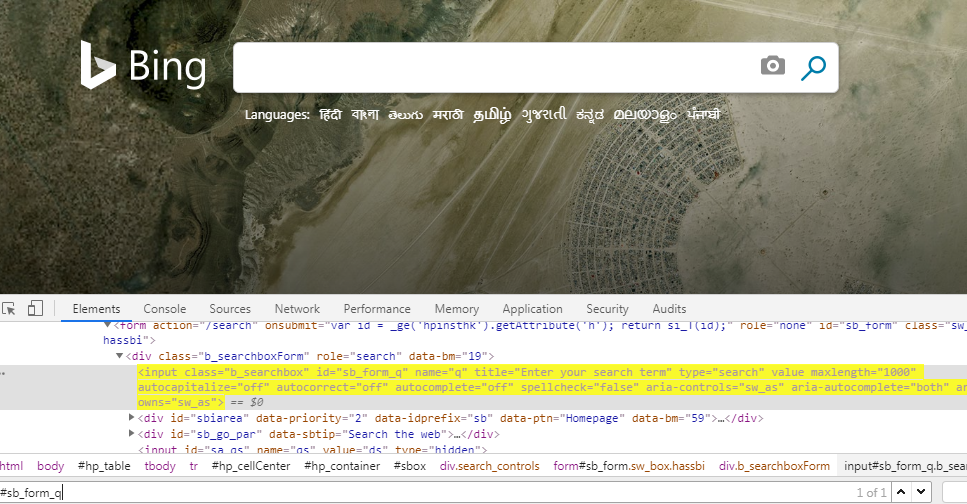 Bing
Languages: हिंदी বাংলা తెలుగు मराठी தமிழ் ગુજરાતી ಕನ್ನಡ മലയാളം ਪੰਜਾਬੀ
Elements Console Sources Network Performance Memory Application Security Audits
▼<form action="/search" onsubmit="var id = _ge('hpinsthk').getAttribute('h'); return si_T(id);" role="none" id="sb_form" class="sw_
hassbi">
▼<div class="b_searchboxForm" role="search" data-bm="19">
<input class="b_searchbox" id="sb_form_q" name="q" title="Enter your search term" type="search" value maxlength="1000"
autocapitalize="off" autocorrect="off" autocomplete="off" spellcheck="false" aria-controls="sw_as" aria-autocomplete="both" ar
owns="sw_as"> == $0
▶<div id="sbiarea" data-priority="2" data-idprefix="sb" data-ptn="Homepage" data-bm="59">…</div>
▶<div id="sb_go_par" data-sbtip="Search the web">…</div>
<input id="sa_qs" name="qs" value="ds" type="hidden">
html body #hp_table tbody tr #hp_cellCenter #hp_container #sbox div.search_controls form#sb_form.sw_box.hassbi div.b_searchboxForm input#sb_form_q.b_sea
#sb_form_q 1 of 1